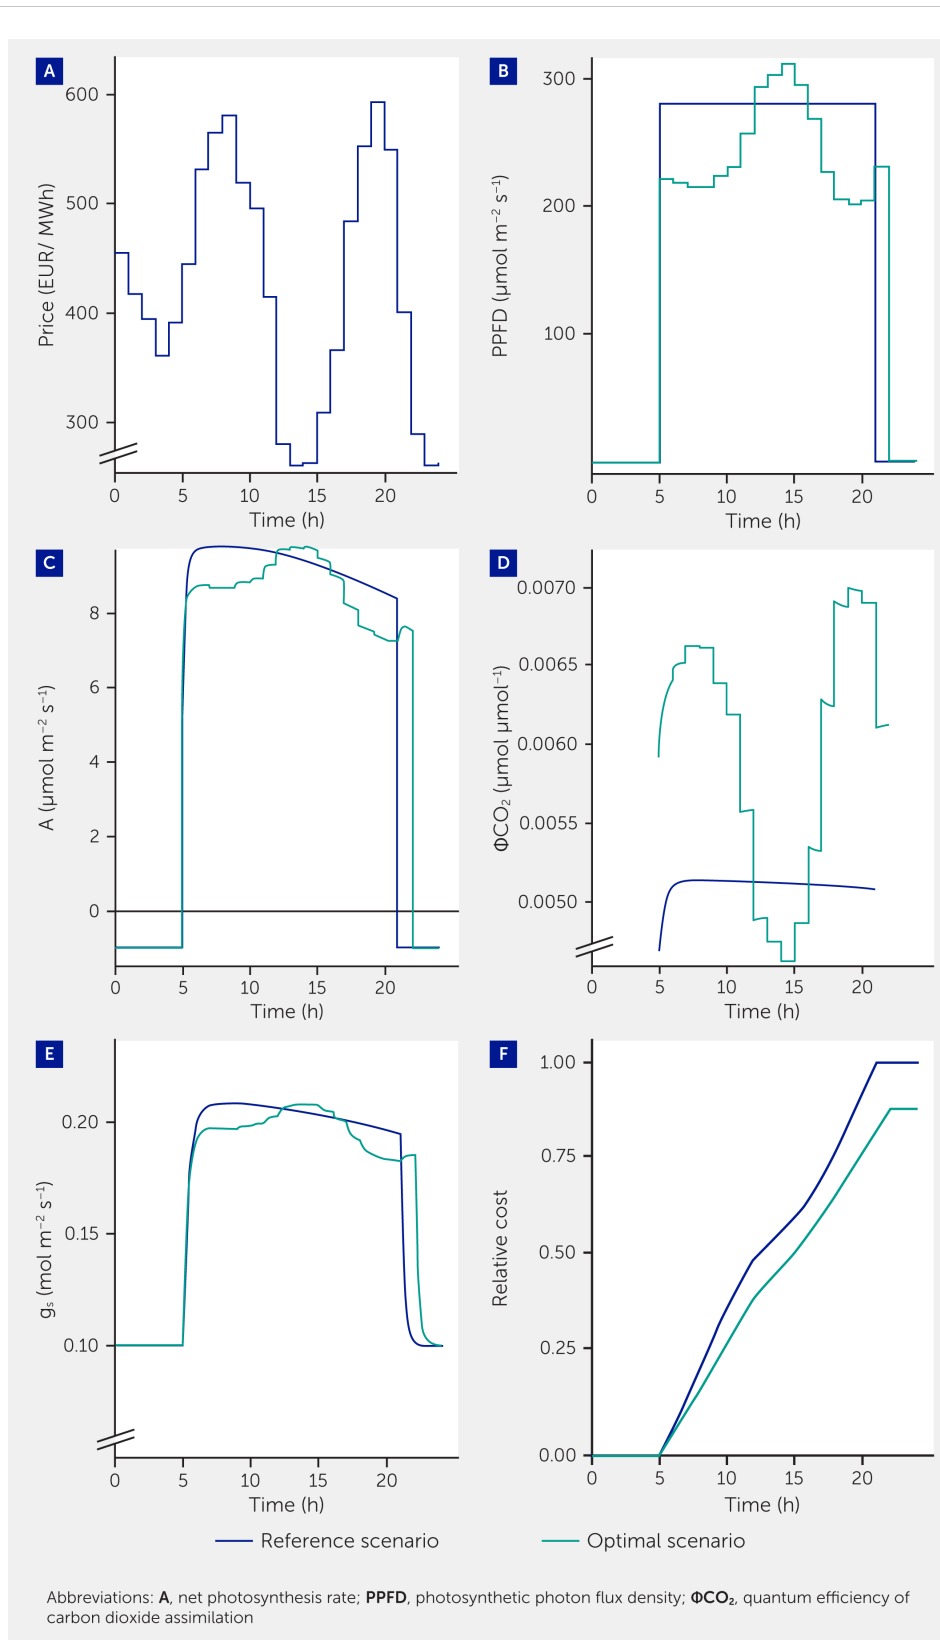 A
600
500
400
300
Price (EUR/ MWh)
0 5 10 15 20
Time (h)
B
300
200
100
PPFD (µmol m⁻² s⁻¹)
0 5 10 15 20
Time (h)
C
8
6
4
2
0
A (µmol m⁻² s⁻¹)
0 5 10 15 20
Time (h)
D
0.0070
0.0065
0.0060
0.0055
0.0050
ΦCO₂ (µmol µmol⁻¹)
0 5 10 15 20
Time (h)
E
0.20
0.15
0.10
gₛ (mol m⁻² s⁻¹)
0 5 10 15 20
Time (h)
F
1.00
0.75
0.50
0.25
0.00
Relative cost
0 5 10 15 20
Time (h)
Reference scenario
Optimal scenario
Abbreviations: A, net photosynthesis rate; PPFD, photosynthetic photon flux density; ΦCO₂, quantum efficiency of
carbon dioxide assimilation